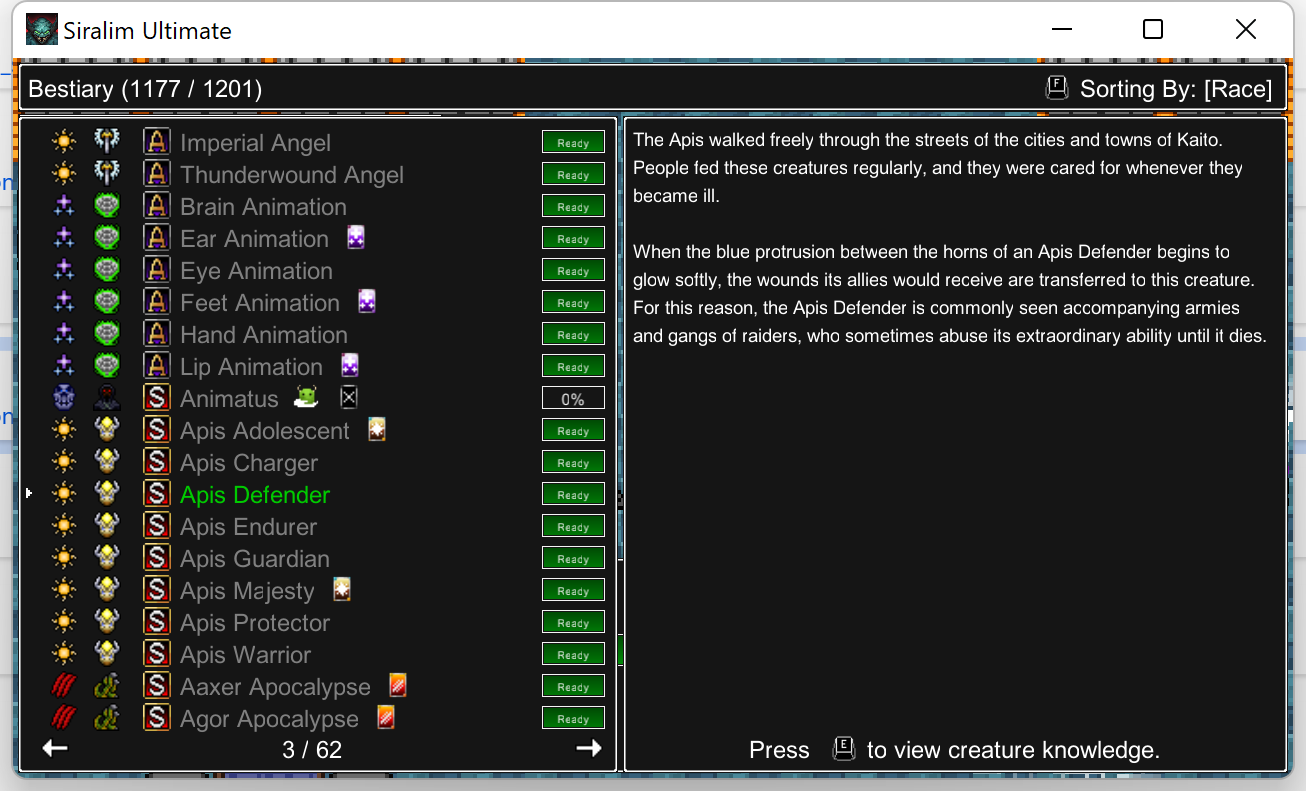 Siralim Ultimate
Bestiary (1177 / 1201)
F Sorting By: [Race]
A Imperial Angel Ready
A Thunderwound Angel Ready
A Brain Animation Ready
A Ear Animation Ready
A Eye Animation Ready
A Feet Animation Ready
A Hand Animation Ready
A Lip Animation Ready
S Animatus 0%
S Apis Adolescent Ready
S Apis Charger Ready
S Apis Defender Ready
S Apis Endurer Ready
S Apis Guardian Ready
S Apis Majesty Ready
S Apis Protector Ready
S Apis Warrior Ready
S Aaxer Apocalypse Ready
S Agor Apocalypse Ready
3 / 62
The Apis walked freely through the streets of the cities and towns of Kaito.
People fed these creatures regularly, and they were cared for whenever they
became ill.
When the blue protrusion between the horns of an Apis Defender begins to
glow softly, the wounds its allies would receive are transferred to this creature.
For this reason, the Apis Defender is commonly seen accompanying armies
and gangs of raiders, who sometimes abuse its extraordinary ability until it dies.
Press E to view creature knowledge.